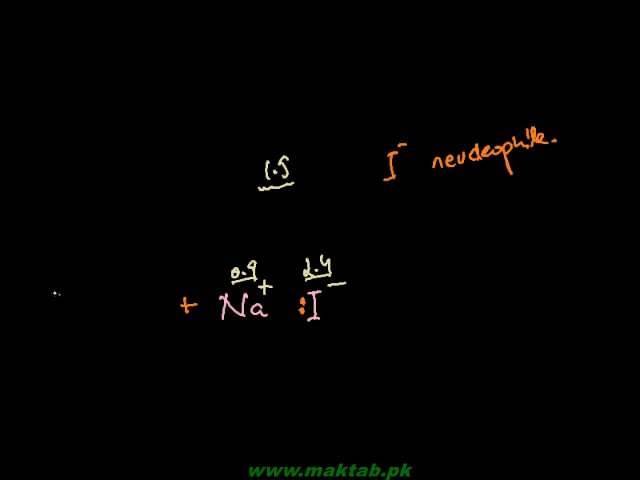 1.5
I⁻ neucleophile.
0.9 2.4
+ Na⁺ :I⁻
www.maktab.pk